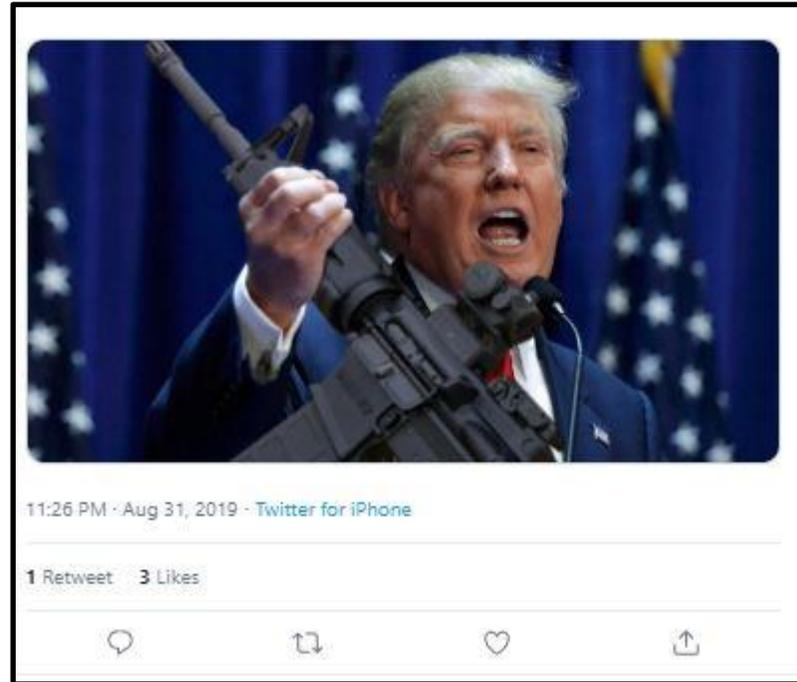 11:26 PM · Aug 31, 2019 · Twitter for iPhone
1 Retweet 3 Likes